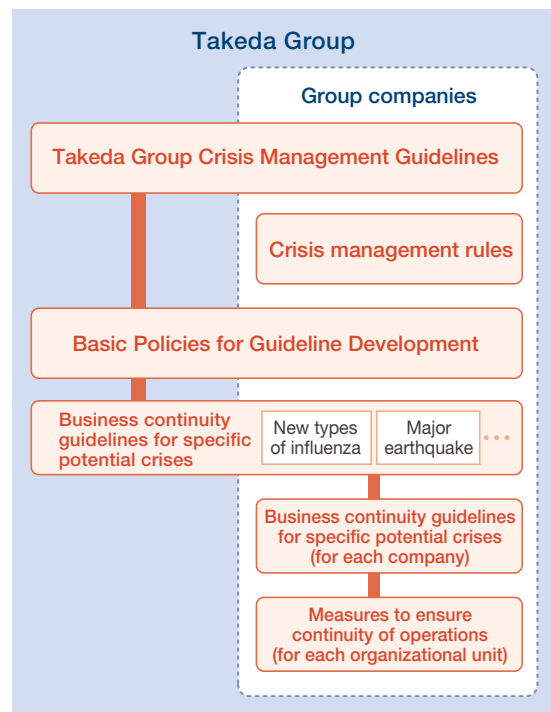 Takeda Group
Group companies
Takeda Group Crisis Management Guidelines
Crisis management rules
Basic Policies for Guideline Development
Business continuity
guidelines for specific
potential crises
New types
of influenza
Major
earthquake
•••
Business continuity guidelines
for specific potential crises
(for each company)
Measures to ensure
continuity of operations
(for each organizational unit)